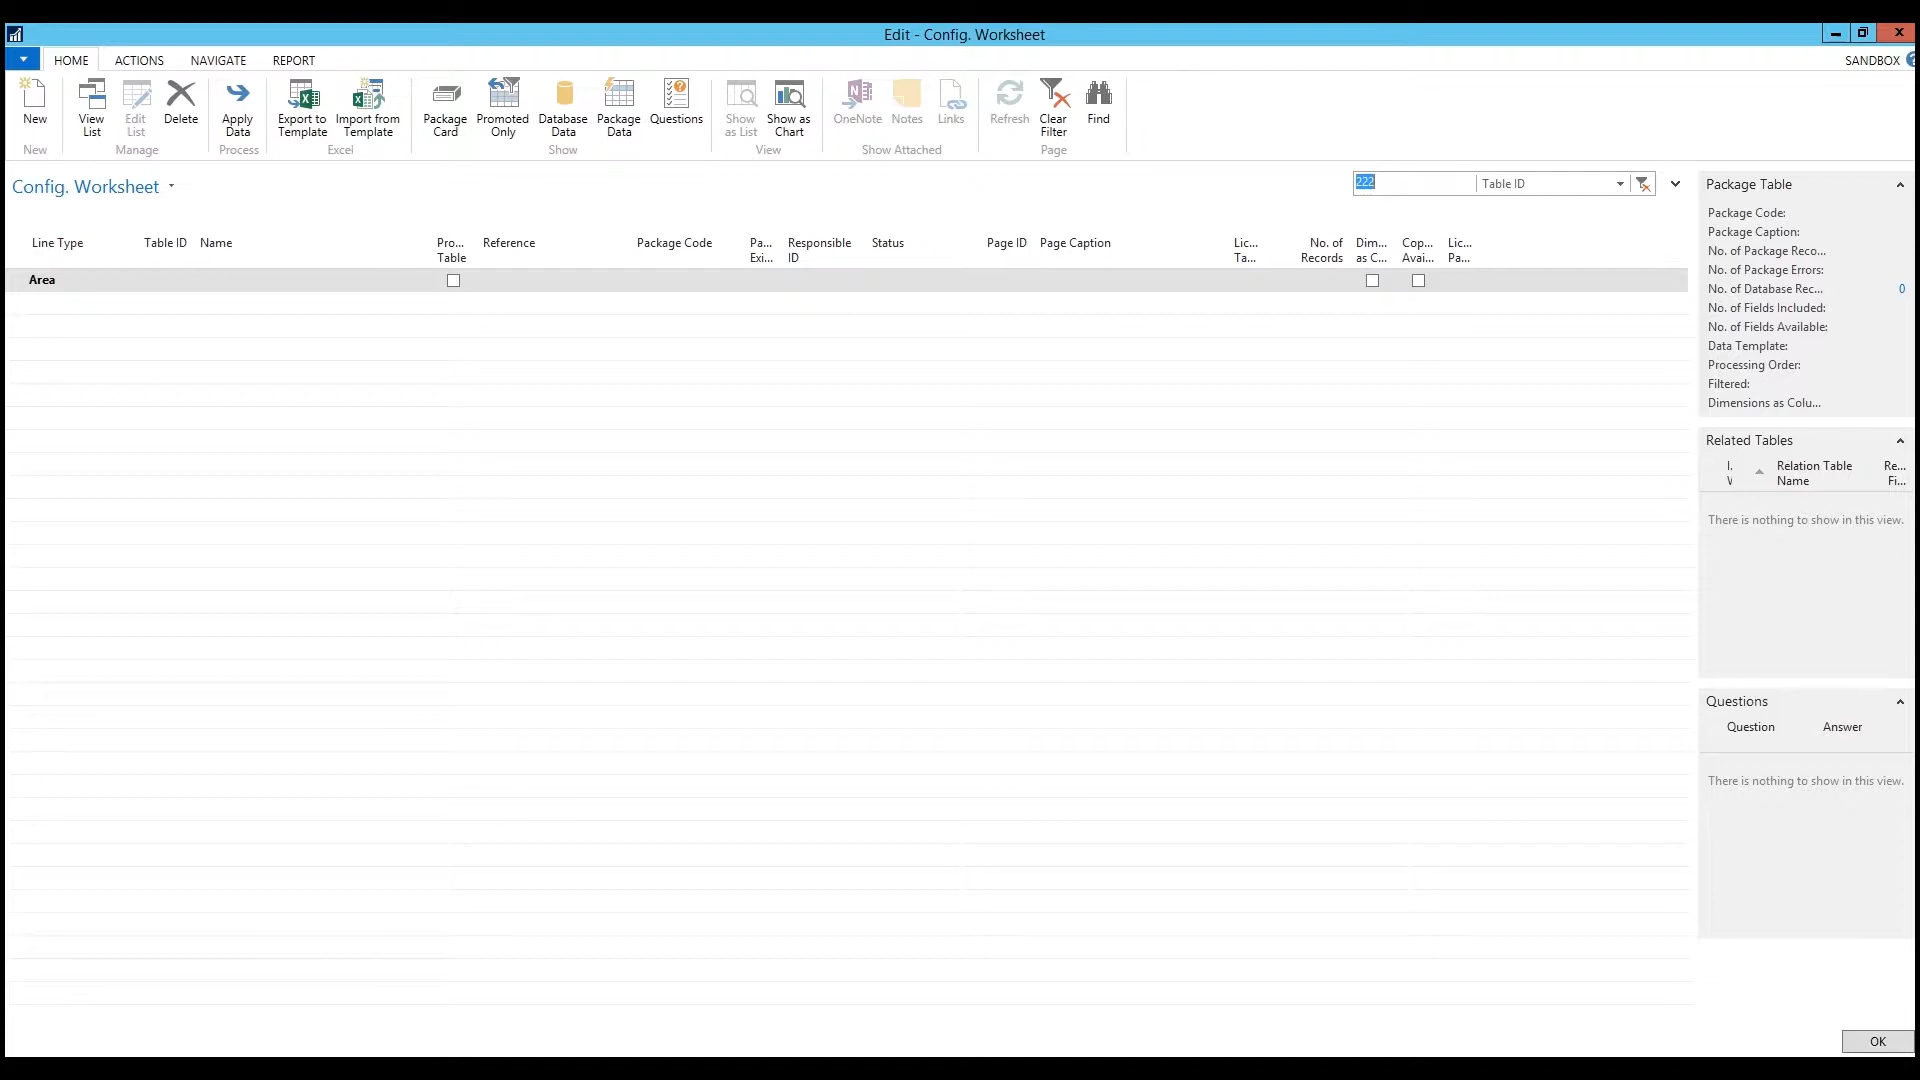 Edit - Config. Worksheet
HOME ACTIONS NAVIGATE REPORT SANDBOX
New View List Edit List Delete Apply Data Export to Template Import from Template Package Card Promoted Only Database Data Package Data Questions Show as List Show as Chart OneNote Notes Links Refresh Clear Filter Find
New Manage Process Excel Show View Show Attached Page
Config. Worksheet
222 Table ID
Line Type Table ID Name Pro... Table Reference Package Code Pa... Exi... Responsible ID Status Page ID Page Caption Lic... Ta... No. of Records Dim... as C... Cop... Avai... Lic... Pa...
Area
Package Table
Package Code:
Package Caption:
No. of Package Reco...
No. of Package Errors:
No. of Database Rec... 0
No. of Fields Included:
No. of Fields Available:
Data Template:
Processing Order:
Filtered:
Dimensions as Colu...
Related Tables
Relation Table Name Re... Fi...
There is nothing to show in this view.
Questions
Question Answer
There is nothing to show in this view.
OK